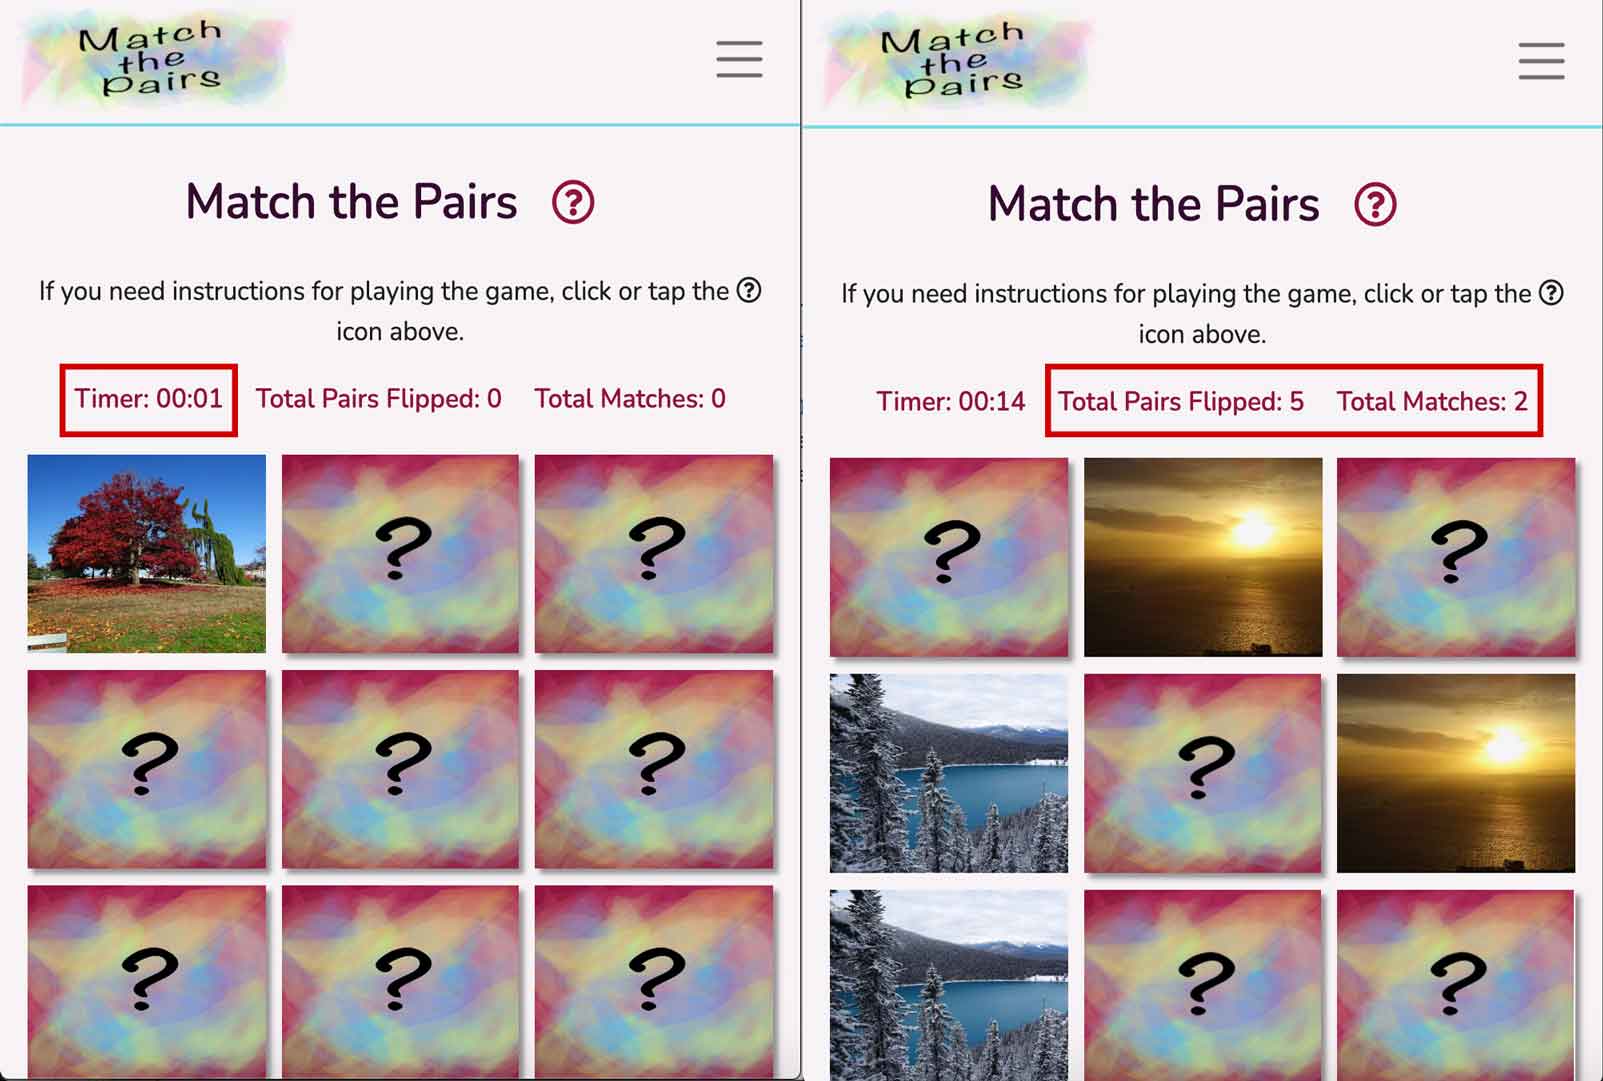 Match
the
Pairs
Match the Pairs ?
If you need instructions for playing the game, click or tap the ?
icon above.
Timer: 00:01 Total Pairs Flipped: 0 Total Matches: 0
?
?
?
?
?
?
?
?
Match
the
Pairs
Match the Pairs ?
If you need instructions for playing the game, click or tap the ?
icon above.
Timer: 00:14 Total Pairs Flipped: 5 Total Matches: 2
?
?
?
?
?